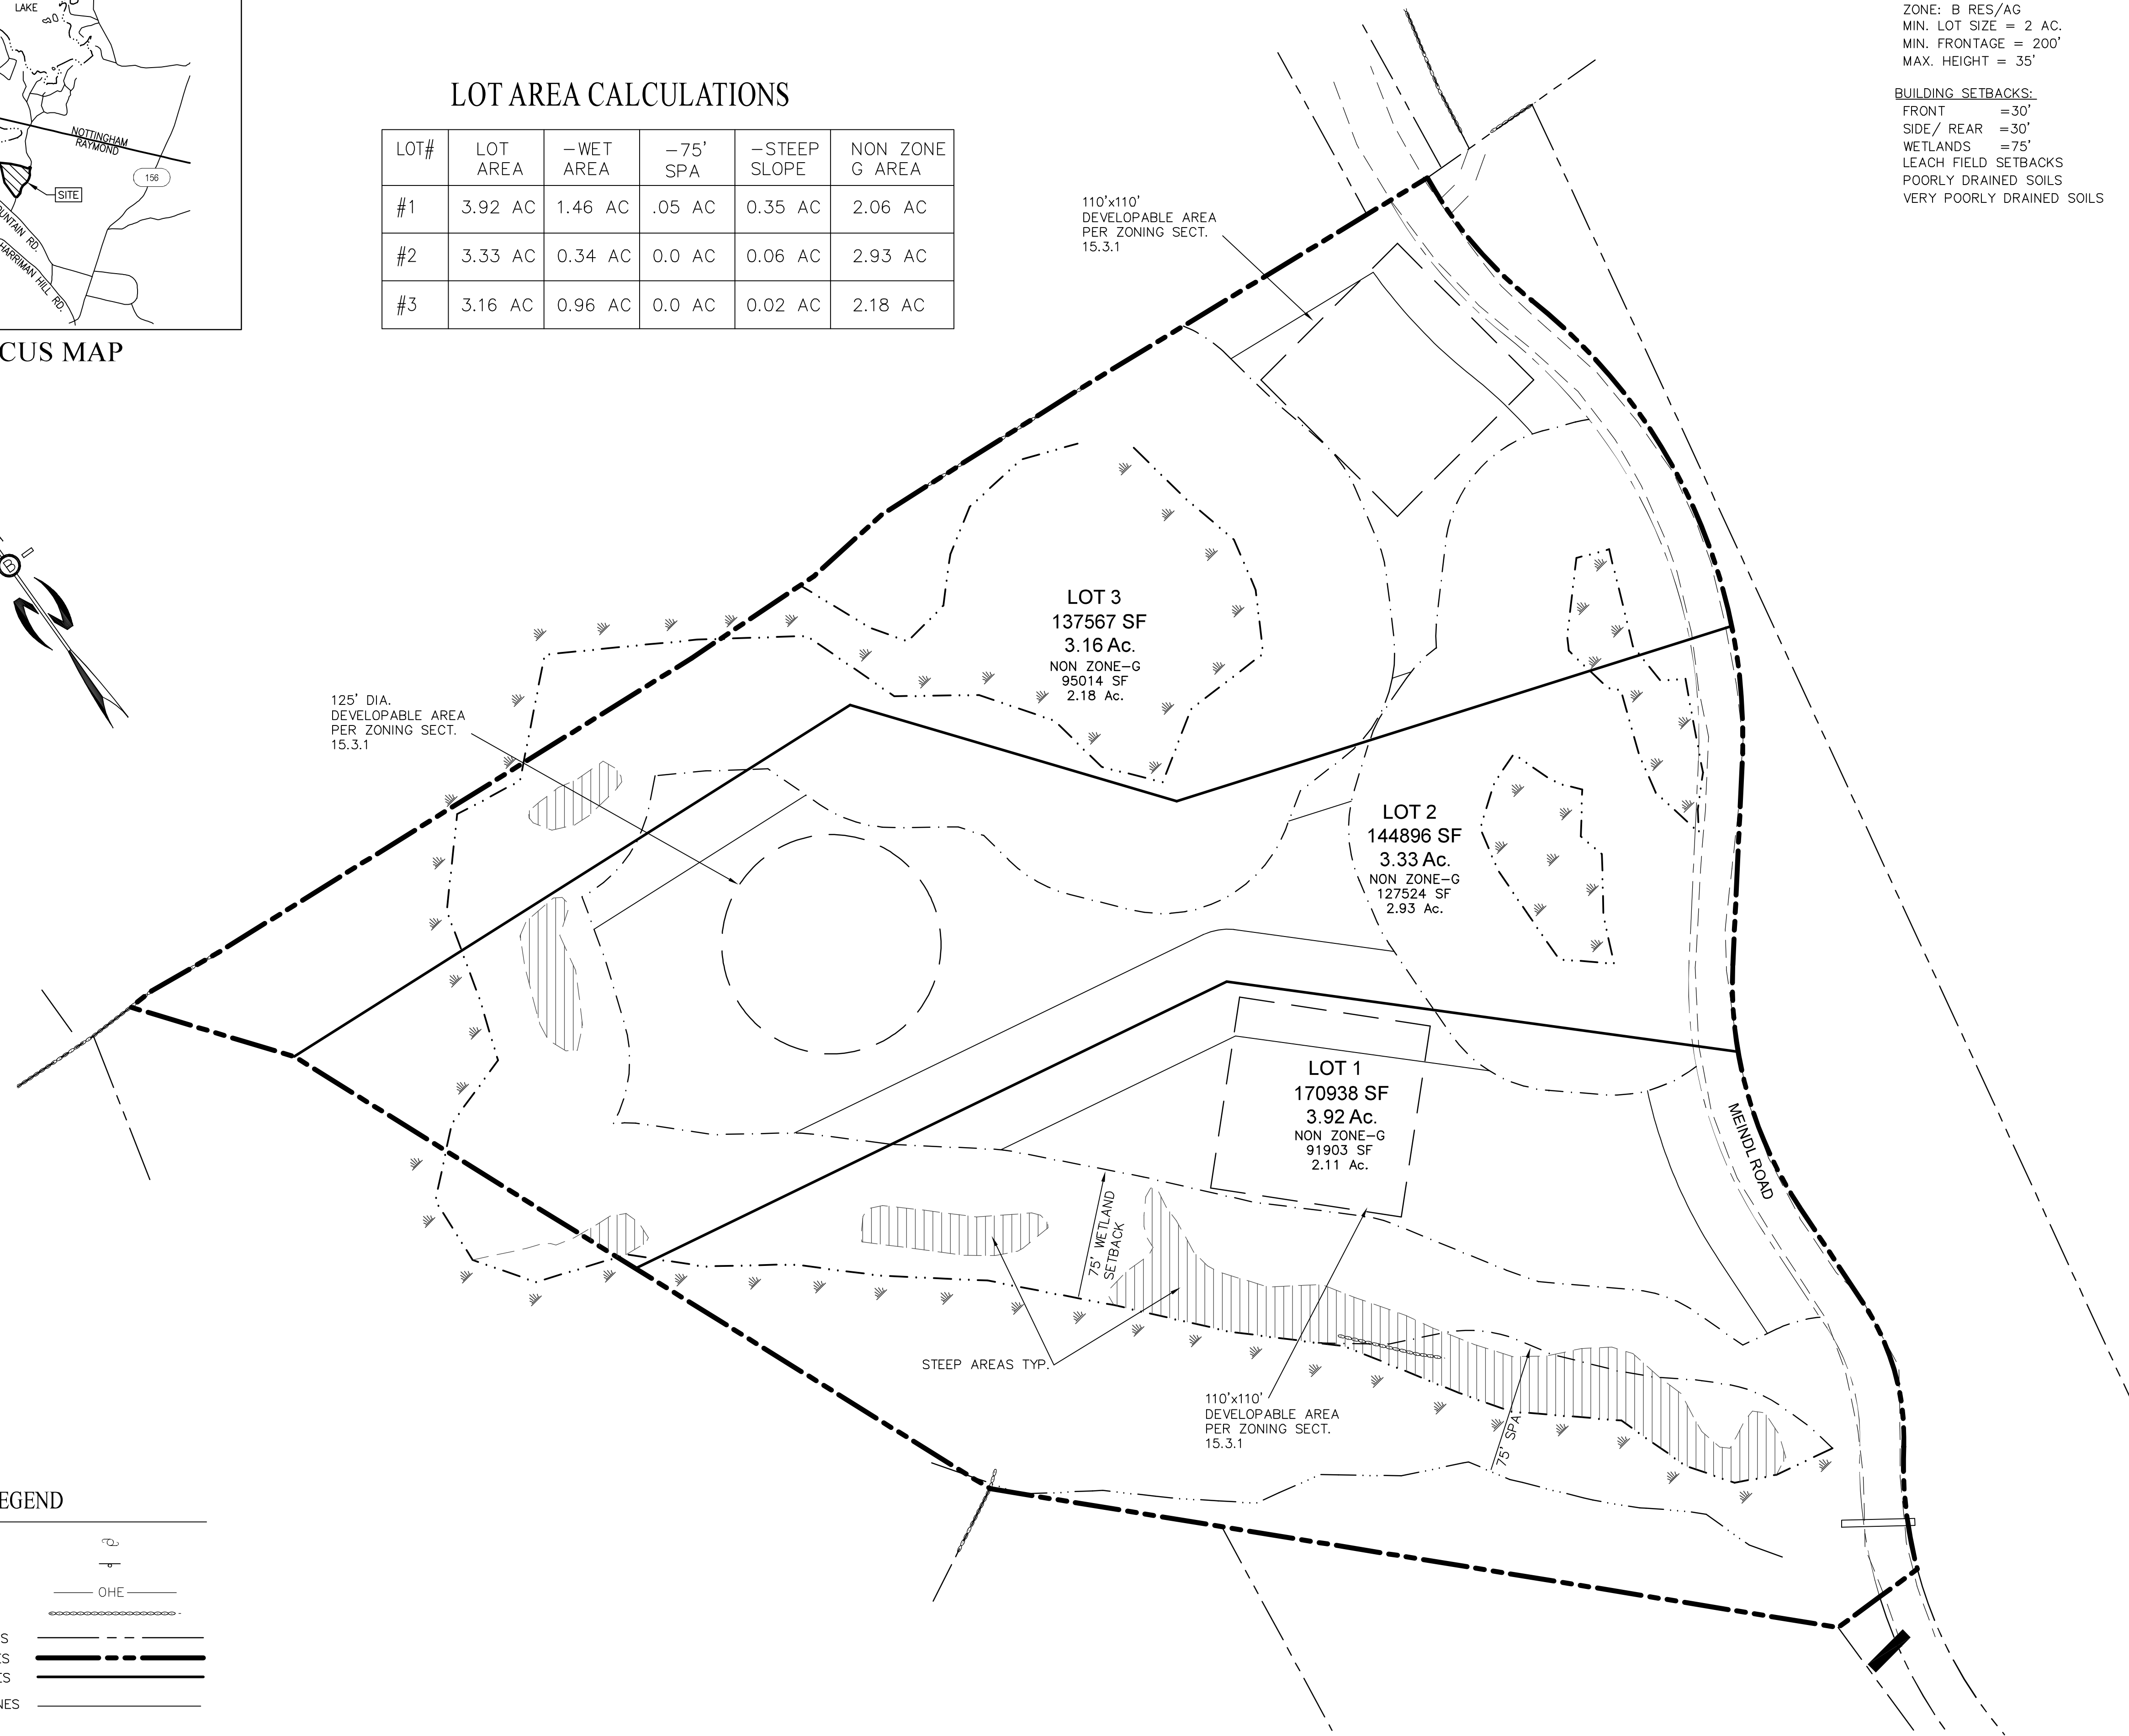 LAKE
NOTTINGHAM
RAYMOND
156
SITE
UNTAIN RD.
HARRIMAN HILL RD.
CUS MAP
LOT AREA CALCULATIONS
LOT# LOT AREA -WET AREA -75' SPA -STEEP SLOPE NON ZONE G AREA
#1 3.92 AC 1.46 AC .05 AC 0.35 AC 2.06 AC
#2 3.33 AC 0.34 AC 0.0 AC 0.06 AC 2.93 AC
#3 3.16 AC 0.96 AC 0.0 AC 0.02 AC 2.18 AC
ZONE: B RES/AG
MIN. LOT SIZE = 2 AC.
MIN. FRONTAGE = 200'
MAX. HEIGHT = 35'
BUILDING SETBACKS:
FRONT =30'
SIDE/ REAR =30'
WETLANDS =75'
LEACH FIELD SETBACKS
POORLY DRAINED SOILS
VERY POORLY DRAINED SOILS
110'x110'
DEVELOPABLE AREA
PER ZONING SECT.
15.3.1
B
LOT 3
137567 SF
3.16 Ac.
NON ZONE-G
95014 SF
2.18 Ac.
125' DIA.
DEVELOPABLE AREA
PER ZONING SECT.
15.3.1
LOT 2
144896 SF
3.33 Ac.
NON ZONE-G
127524 SF
2.93 Ac.
LOT 1
170938 SF
3.92 Ac.
NON ZONE-G
91903 SF
2.11 Ac.
MEINDL ROAD
75' WETLAND
SETBACK
STEEP AREAS TYP.
110'x110'
DEVELOPABLE AREA
PER ZONING SECT.
15.3.1
75' SPA
EGEND
OHE
S
ES
ES
NES